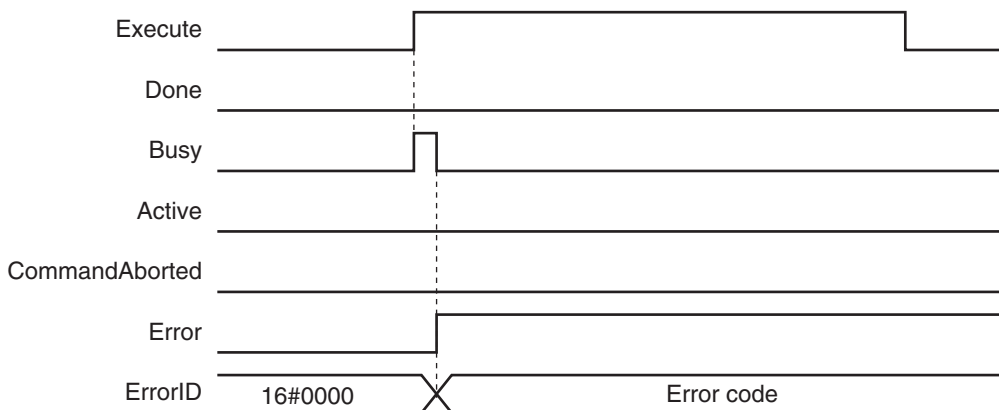 Execute
Done
Busy
Active
CommandAborted
Error
ErrorID 16#0000 Error code